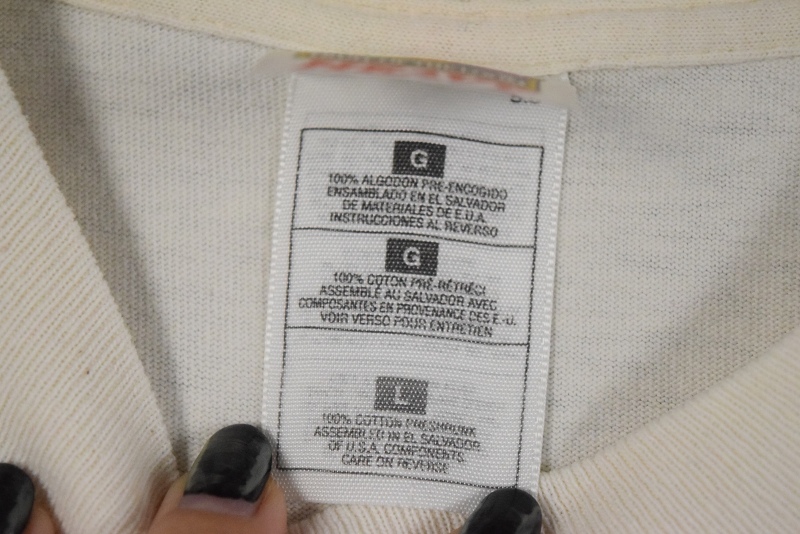 G
100% ALGODON PRE-ENCOGIDO
ENSAMBLADO EN EL SALVADOR
DE MATERIALES DE E.U.A.
INSTRUCCIONES AL REVERSO
G
100% COTON PRÉ-RÉTRÉCI
ASSEMBLÉ AU SALVADOR AVEC
COMPOSANTES EN PROVENANCE DES E.-U.
VOIR VERSO POUR ENTRETIEN
L
100% COTTON PRESHRUNK
ASSEMBLED IN EL SALVADOR
OF U.S.A. COMPONENTS.
CARE ON REVERSE